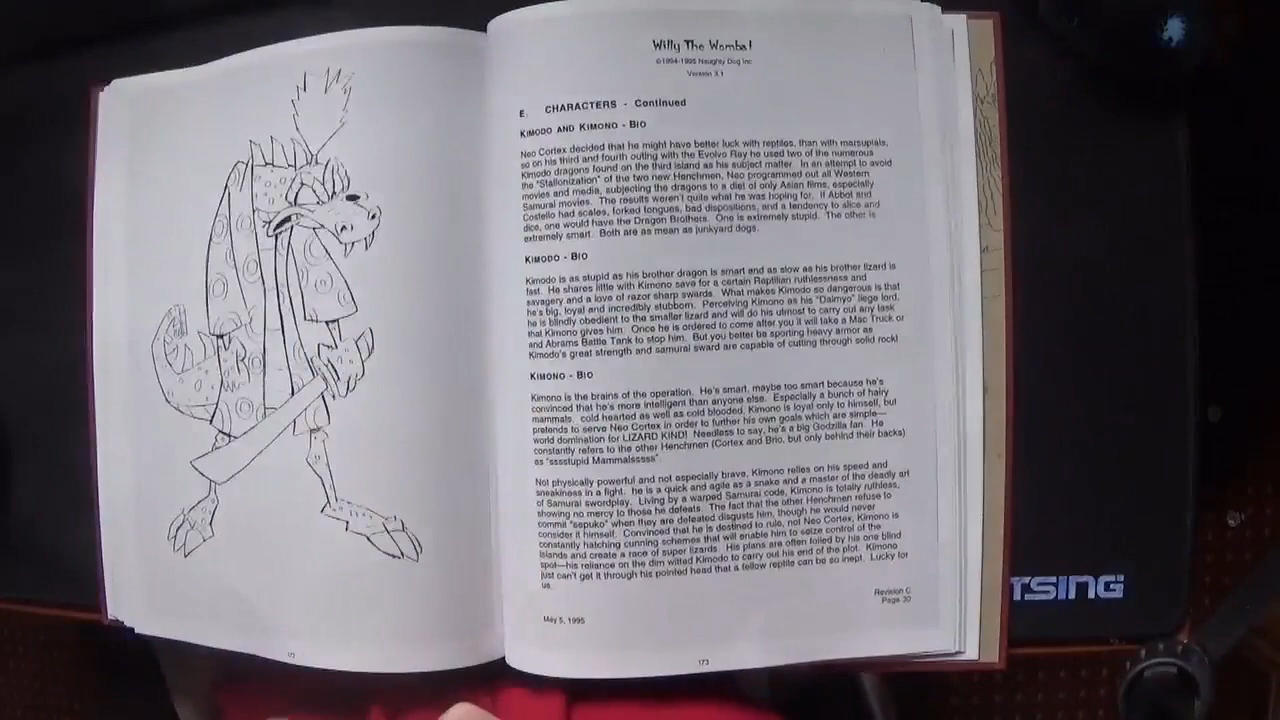 Willy The Wombat
©1994-1995 Naughty Dog Inc
Version 3.1
E. CHARACTERS - Continued
KIMODO AND KIMONO - BIO
Neo Cortex decided that he might have better luck with reptiles, than with marsupials,
so on his third and fourth outing with the Evolvo Ray he used two of the numerous
Kimodo dragons found on the third island as his subject matter. In an attempt to avoid
the "Stallonization" of the two new Henchmen, Neo programmed out all Western
movies and media, subjecting the dragons to a diet of only Asian films, especially
Samurai movies. The results weren't quite what he was hoping for. If Abbot and
Costello had scales, forked tongues, bad dispositions, and a tendency to slice and
dice, one would have the Dragon Brothers. One is extremely stupid. The other is
extremely smart. Both are as mean as junkyard dogs.
KIMODO - BIO
Kimodo is as stupid as his brother dragon is smart and as slow as his brother lizard is
fast. He shares little with Kimono save for a certain Reptilian ruthlessness and
savagery and a love of razor sharp swards. What makes Kimodo so dangerous is that
he's big, loyal and incredibly stubborn. Perceiving Kimono as his "Daimyo" liege lord,
he is blindly obedient to the smaller lizard and will do his utmost to carry out any task
that Kimono gives him. Once he is ordered to come after you it will take a Mac Truck or
and Abrams Battle Tank to stop him. But you better be sporting heavy armor as
Kimodo's great strength and samurai sward are capable of cutting through solid rock!
KIMONO - BIO
Kimono is the brains of the operation. He's smart, maybe too smart because he's
convinced that he's more intelligent than anyone else. Especially a bunch of hairy
mammals. cold hearted as well as cold blooded, Kimono is loyal only to himself, but
pretends to serve Neo Cortex in order to further his own goals which are simple—
world domination for LIZARD KIND! Needless to say, he's a big Godzilla fan. He
constantly refers to the other Henchmen (Cortex and Brio, but only behind their backs)
as "sssstupid Mammalsssss".
Not physically powerful and not especially brave, Kimono relies on his speed and
sneakiness in a fight. he is a quick and agile as a snake and a master of the deadly art
of Samurai swordplay. Living by a warped Samurai code, Kimono is totally ruthless,
showing no mercy to those he defeats. The fact that the other Henchmen refuse to
commit "sepuko" when they are defeated disgusts him, though he would never
consider it himself. Convinced that he is destined to rule, not Neo Cortex, Kimono is
constantly hatching cunning schemes that will enable him to seize control of the
Islands and create a race of super lizards. His plans are often foiled by his one blind
spot—his reliance on the dim witted Kimodo to carry out his end of the plot. Kimono
just can't get it through his pointed head that a fellow reptile can be so inept. Lucky for
us.
Revision C
Page 30
May 5, 1995
173
TSING